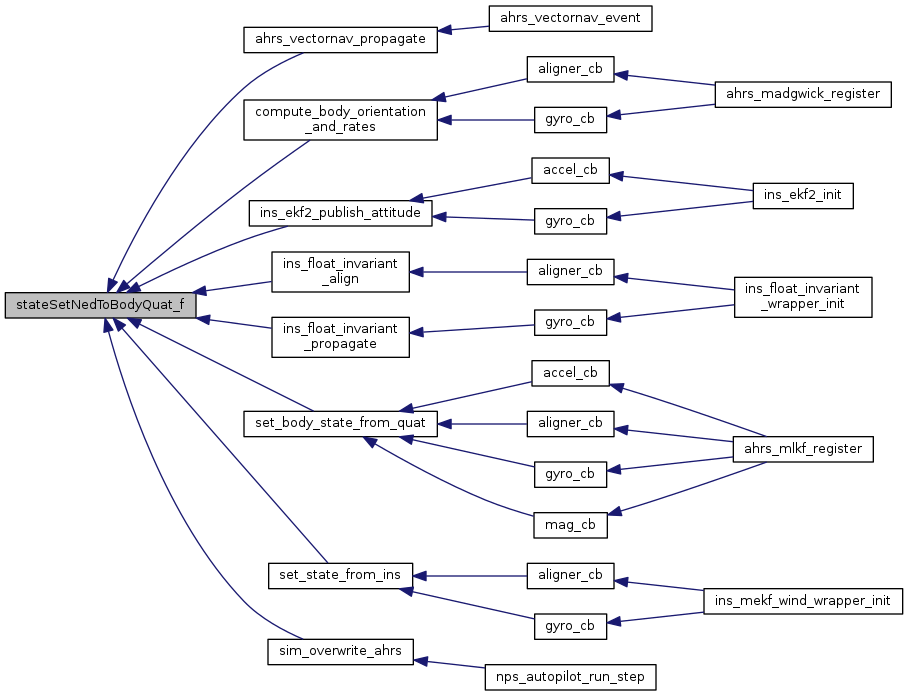 stateSetNedToBodyQuat_f
ahrs_vectornav_propagate
ahrs_vectornav_event
compute_body_orientation
_and_rates
aligner_cb
gyro_cb
ahrs_madgwick_register
ins_ekf2_publish_attitude
accel_cb
gyro_cb
ins_ekf2_init
ins_float_invariant
_align
aligner_cb
ins_float_invariant
_wrapper_init
ins_float_invariant
_propagate
gyro_cb
set_body_state_from_quat
accel_cb
aligner_cb
gyro_cb
mag_cb
ahrs_mlkf_register
set_state_from_ins
aligner_cb
gyro_cb
ins_mekf_wind_wrapper_init
sim_overwrite_ahrs
nps_autopilot_run_step